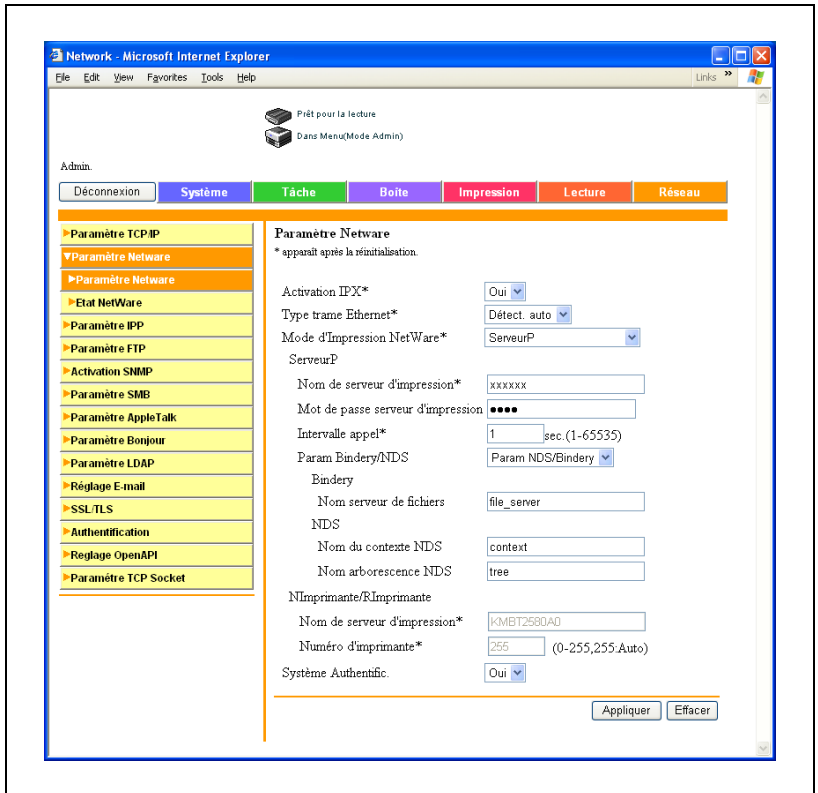 Network - Microsoft Internet Explorer
File Edit View Favorites Tools Help Links »
Prêt pour la lecture
Dans Menu(Mode Admin)
Admin.
Déconnexion Système Tâche Boîte Impression Lecture Réseau
Paramètre TCP/IP
Paramètre Netware
Paramètre Netware
Etat NetWare
Paramètre IPP
Paramètre FTP
Activation SNMP
Paramètre SMB
Paramètre AppleTalk
Paramètre Bonjour
Paramètre LDAP
Réglage E-mail
SSL/TLS
Authentification
Reglage OpenAPI
Paramétre TCP Socket
Paramètre Netware
* apparaît après la réinitialisation.
Activation IPX* Oui
Type trame Ethernet* Détect. auto
Mode d'Impression NetWare* ServeurP
ServeurP
Nom de serveur d'impression* xxxxxx
Mot de passe serveur d'impression ●●●●
Intervalle appel* 1 sec.(1-65535)
Param Bindery/NDS Param NDS/Bindery
Bindery
Nom serveur de fichiers file_server
NDS
Nom du contexte NDS context
Nom arborescence NDS tree
NImprimante/RImprimante
Nom de serveur d'impression* KMBT2580A0
Numéro d'imprimante* 255 (0-255,255:Auto)
Système Authentific. Oui
Appliquer Effacer